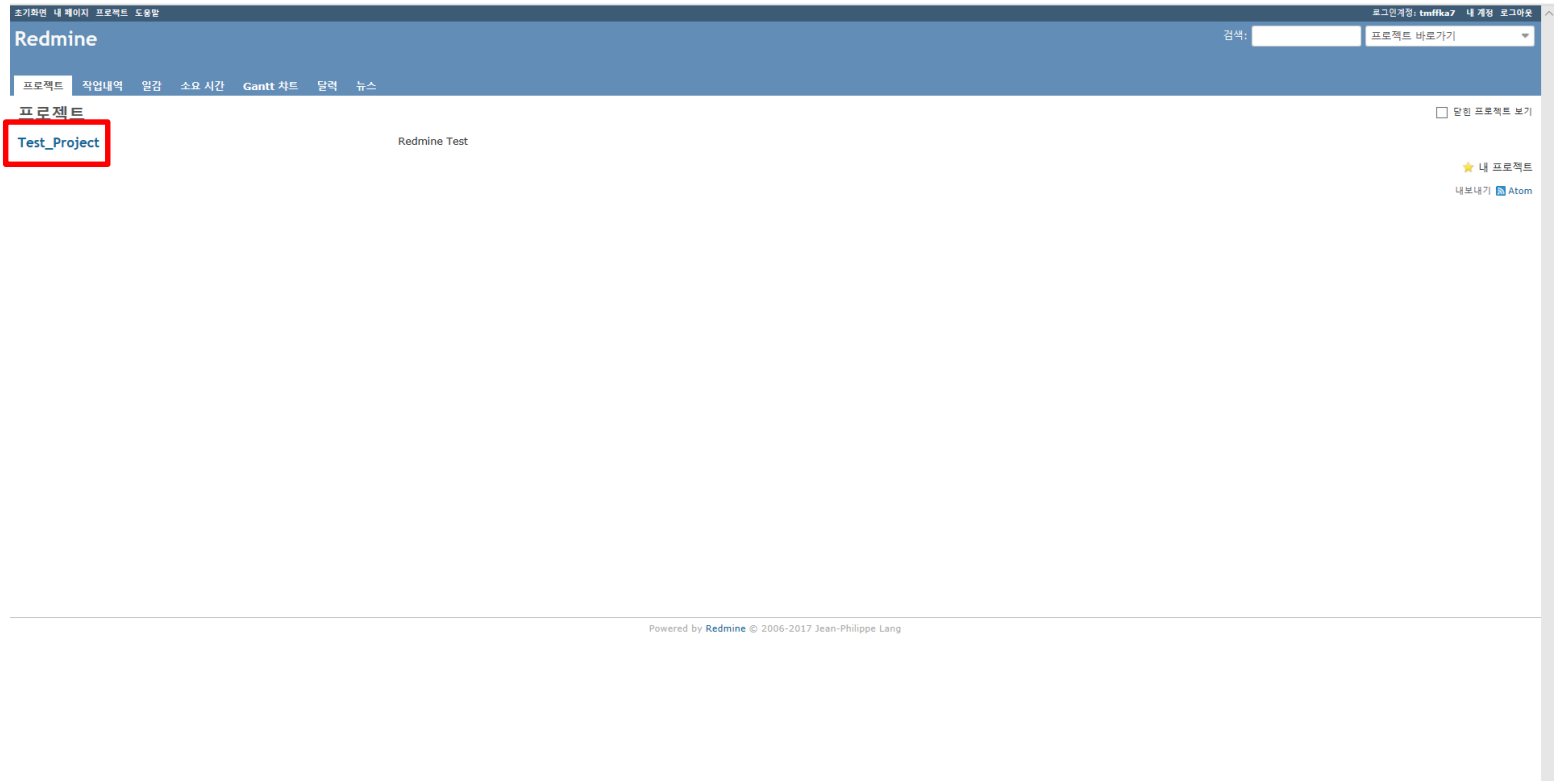 초기화면 내 페이지 프로젝트 도움말 로그인계정: tmffka7 내 계정 로그아웃
Redmine 검색: 프로젝트 바로가기
프로젝트 작업내역 일감 소요 시간 Gantt 차트 달력 뉴스
프로젝트 닫힌 프로젝트 보기
Test_Project Redmine Test
내 프로젝트
내보내기 Atom
Powered by Redmine © 2006-2017 Jean-Philippe Lang